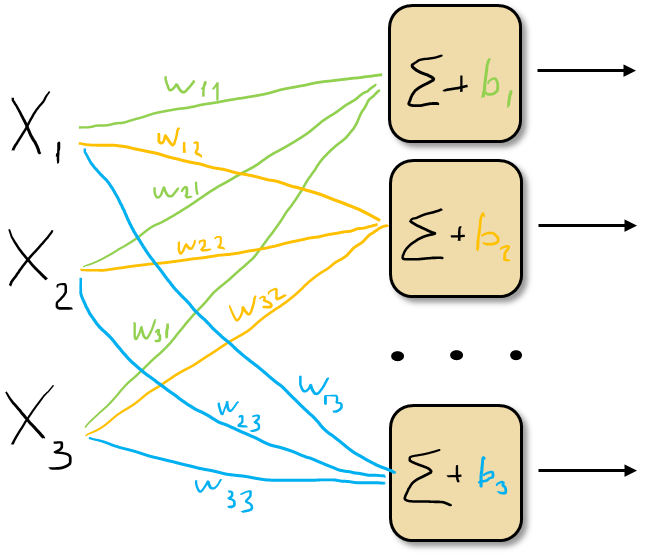 X1
X2
X3
W11
W12
W21
W22
W31
W32
W13
W23
W33
Σ + b1
Σ + b2
• • •
Σ + b3